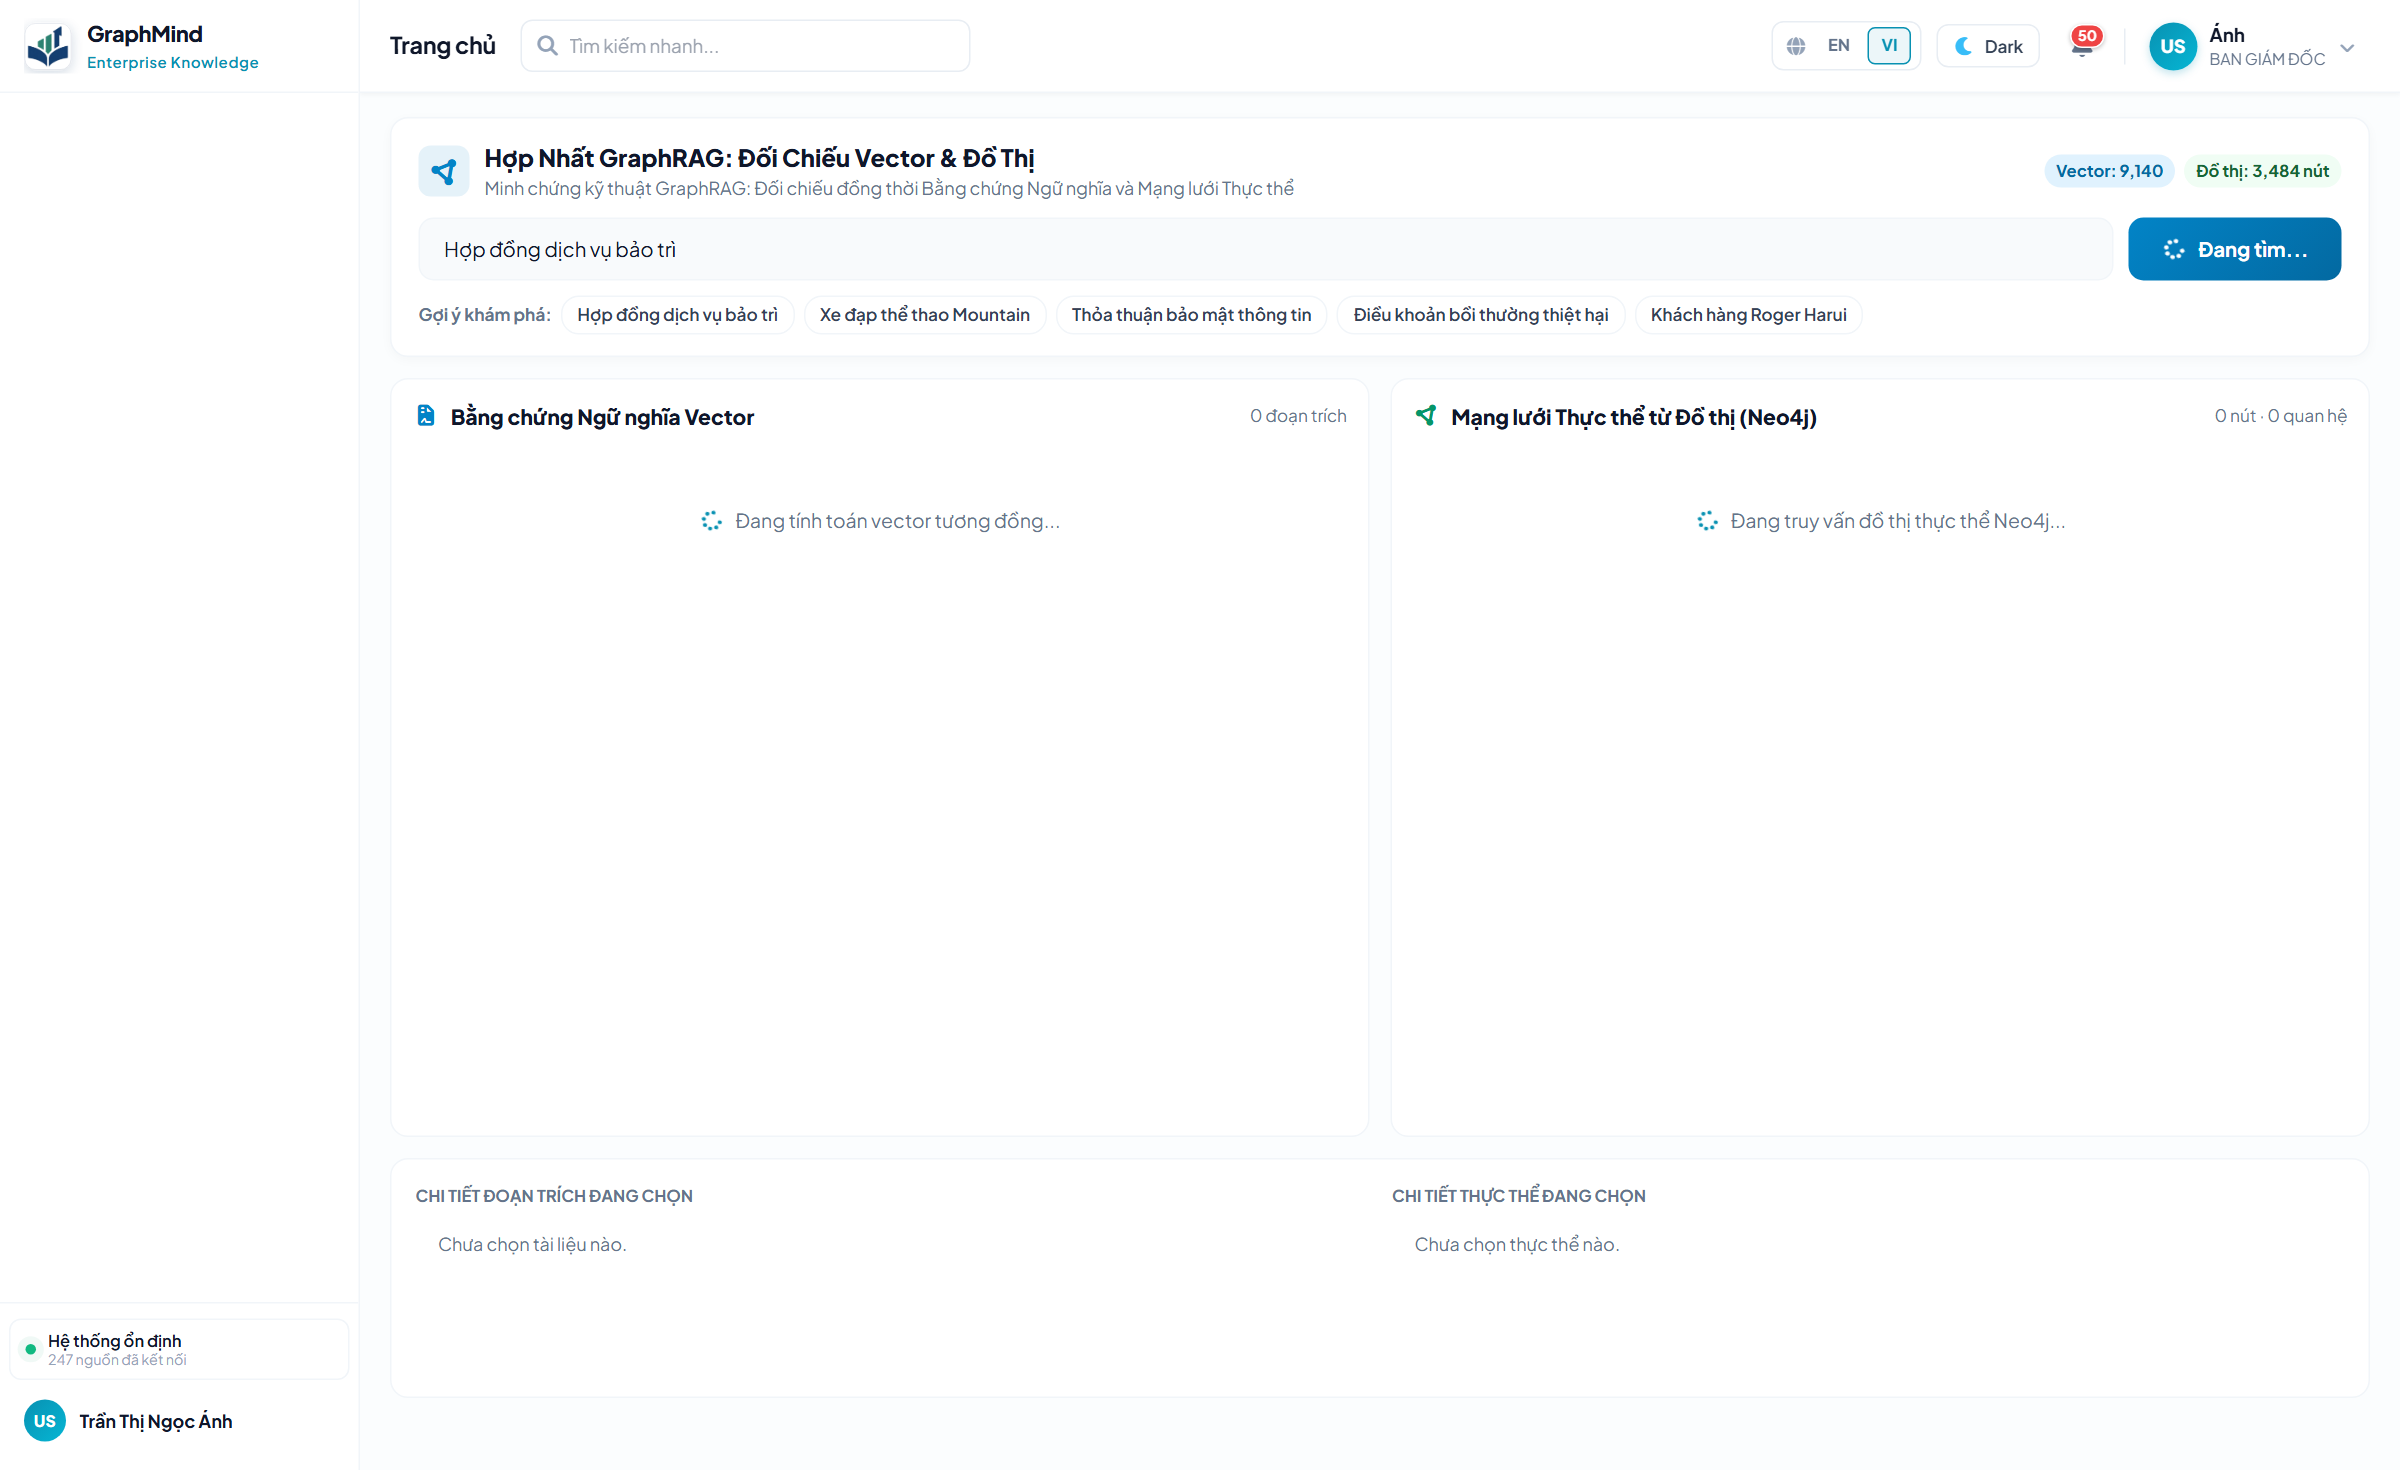 GraphMind
Enterprise Knowledge
Trang chủ
Tìm kiếm nhanh...
EN
VI
Dark
50
US
Ánh
BAN GIÁM ĐỐC
Hợp Nhất GraphRAG: Đối Chiếu Vector & Đồ Thị
Minh chứng kỹ thuật GraphRAG: Đối chiếu đồng thời Bằng chứng Ngữ nghĩa và Mạng lưới Thực thể
Vector: 9,140
Đồ thị: 3,484 nút
Hợp đồng dịch vụ bảo trì
Đang tìm...
Gợi ý khám phá:
Hợp đồng dịch vụ bảo trì
Xe đạp thể thao Mountain
Thỏa thuận bảo mật thông tin
Điều khoản bồi thường thiệt hại
Khách hàng Roger Harui
Bằng chứng Ngữ nghĩa Vector
0 đoạn trích
Đang tính toán vector tương đồng...
Mạng lưới Thực thể từ Đồ thị (Neo4j)
0 nút · 0 quan hệ
Đang truy vấn đồ thị thực thể Neo4j...
CHI TIẾT ĐOẠN TRÍCH ĐANG CHỌN
Chưa chọn tài liệu nào.
CHI TIẾT THỰC THỂ ĐANG CHỌN
Chưa chọn thực thể nào.
Hệ thống ổn định
247 nguồn đã kết nối
US
Trần Thị Ngọc Ánh